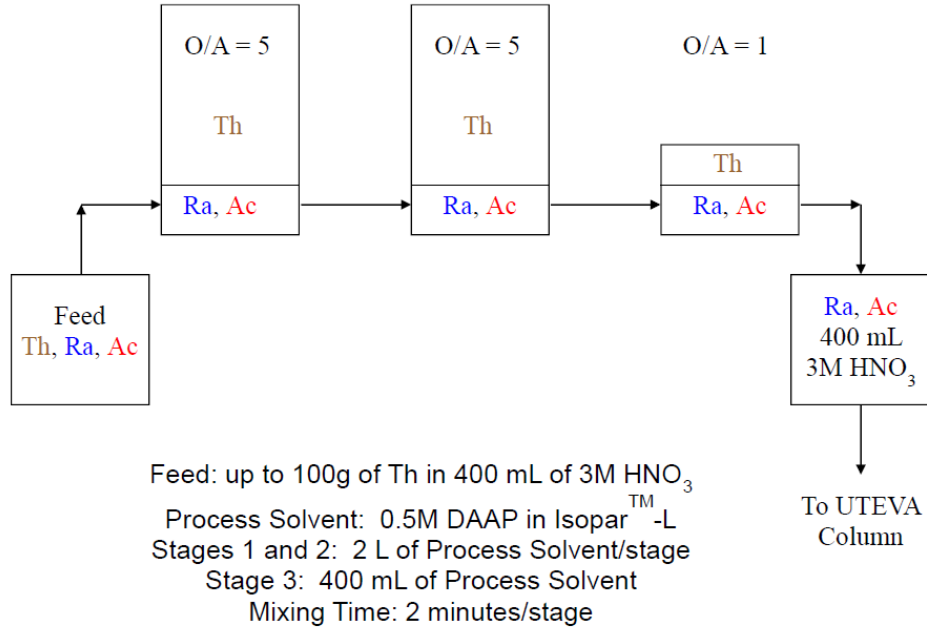 O/A = 5
O/A = 5
O/A = 1
Th
Th
Th
Ra, Ac
Ra, Ac
Ra, Ac
Feed
Th, Ra, Ac
Ra, Ac
400 mL
3M HNO3
Feed: up to 100g of Th in 400 mL of 3M HNO3
Process Solvent: 0.5M DAAP in Isopar™-L
Stages 1 and 2: 2 L of Process Solvent/stage
Stage 3: 400 mL of Process Solvent
Mixing Time: 2 minutes/stage
To UTEVA
Column